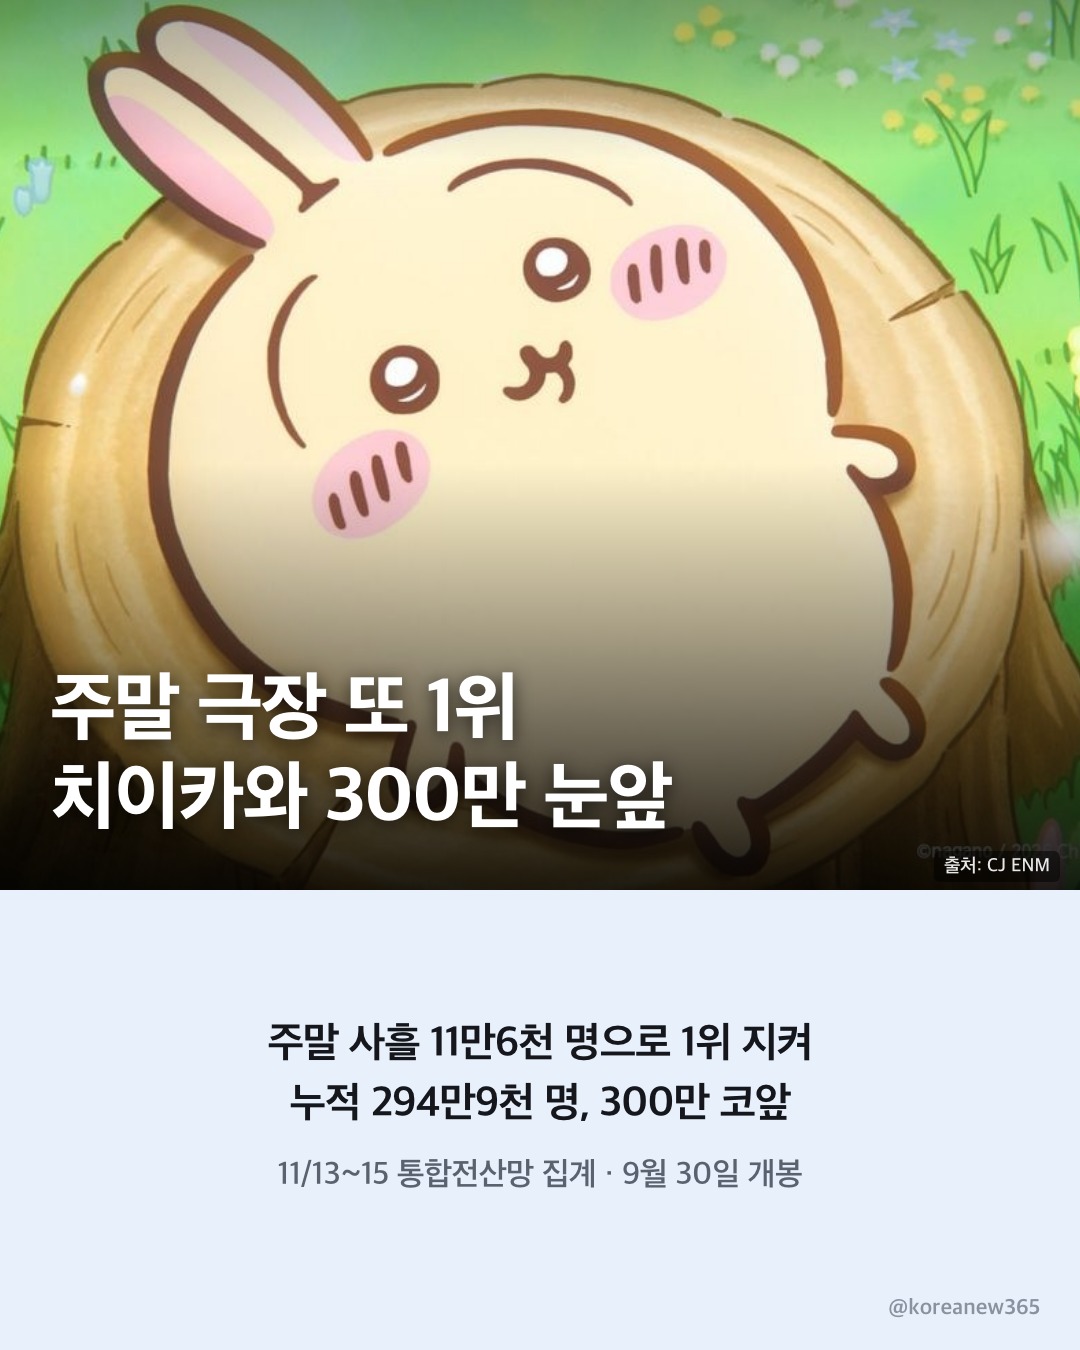 주말 극장 또 1위
치이카와 300만 눈앞
©nagano / 202
출처: CJ ENM
주말 사흘 11만6천 명으로 1위 지켜
누적 294만9천 명, 300만 코앞
11/13~15 통합전산망 집계 · 9월 30일 개봉
@koreanew365